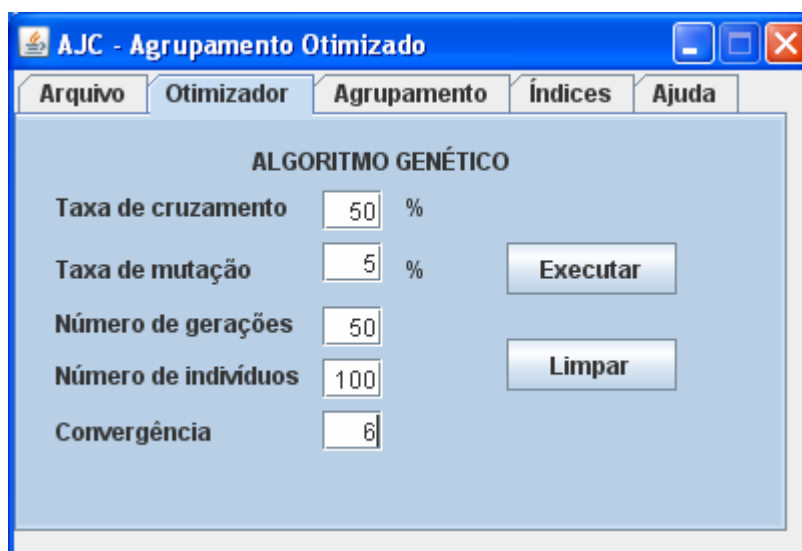 AJC - Agrupamento Otimizado
Arquivo Otimizador Agrupamento Índices Ajuda
ALGORITMO GENÉTICO
Taxa de cruzamento 50 %
Taxa de mutação 5 %
Executar
Número de gerações 50
Número de indivíduos 100
Limpar
Convergência 6